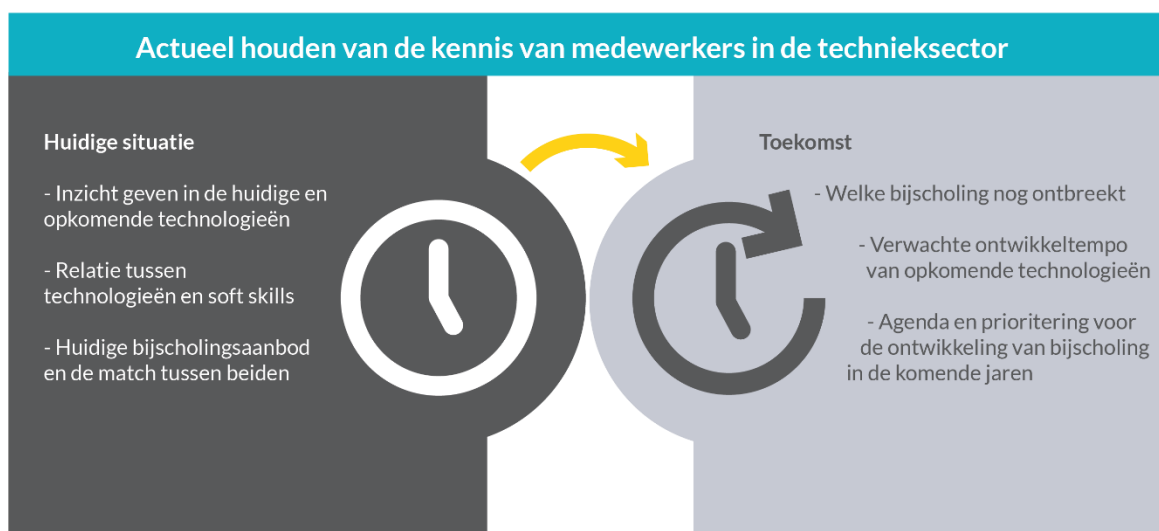 Actueel houden van de kennis van medewerkers in de technieksector
Huidige situatie
- Inzicht geven in de huidige en
opkomende technologieën
- Relatie tussen
technologieën en soft skills
- Huidige bijscholingsaanbod
en de match tussen beiden
Toekomst
- Welke bijscholing nog ontbreekt
- Verwachte ontwikkeltempo
van opkomende technologieën
- Agenda en prioritering voor
de ontwikkeling van bijscholing
in de komende jaren